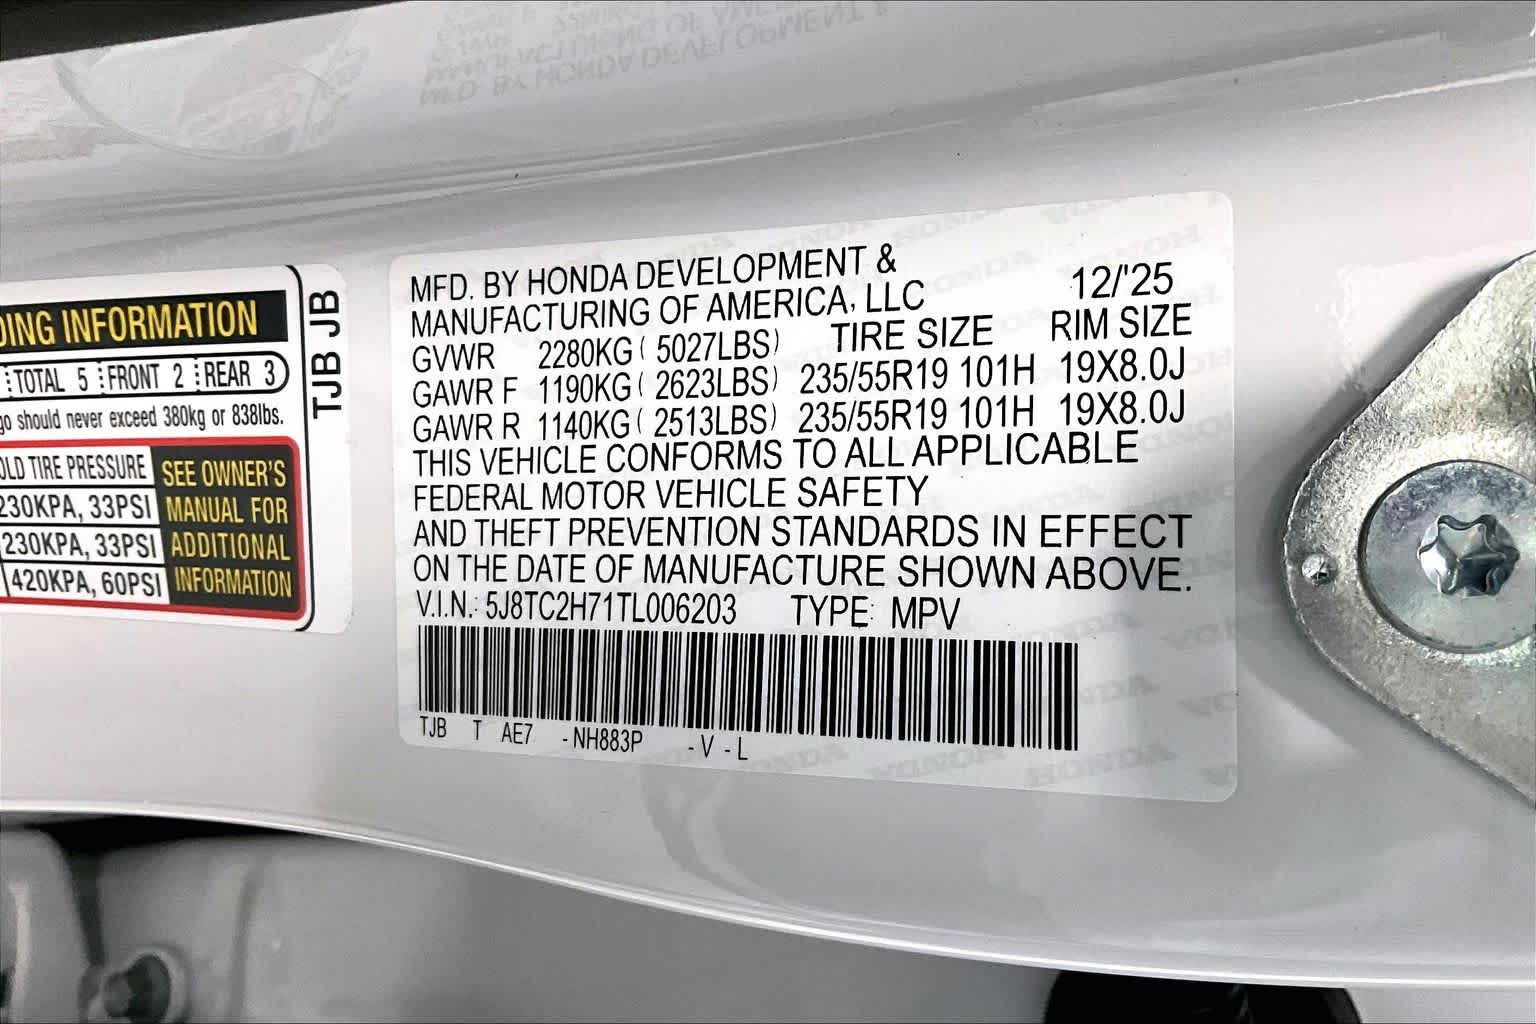 DING INFORMATION
TOTAL 5 FRONT 2 REAR 3
go should never exceed 380kg or 838lbs.
OLD TIRE PRESSURE
230KPA, 33PSI
230KPA, 33PSI
420KPA, 60PSI
SEE OWNER'S
MANUAL FOR
ADDITIONAL
INFORMATION
TJB JB
MFD. BY HONDA DEVELOPMENT &
MANUFACTURING OF AMERICA, LLC 12/'25
GVWR 2280KG ( 5027LBS) TIRE SIZE RIM SIZE
GAWR F 1190KG ( 2623LBS) 235/55R19 101H 19X8.0J
GAWR R 1140KG ( 2513LBS) 235/55R19 101H 19X8.0J
THIS VEHICLE CONFORMS TO ALL APPLICABLE
FEDERAL MOTOR VEHICLE SAFETY
AND THEFT PREVENTION STANDARDS IN EFFECT
ON THE DATE OF MANUFACTURE SHOWN ABOVE.
V.I.N.: 5J8TC2H71TL006203 TYPE: MPV
TJB T AE7 -NH883P -V -L